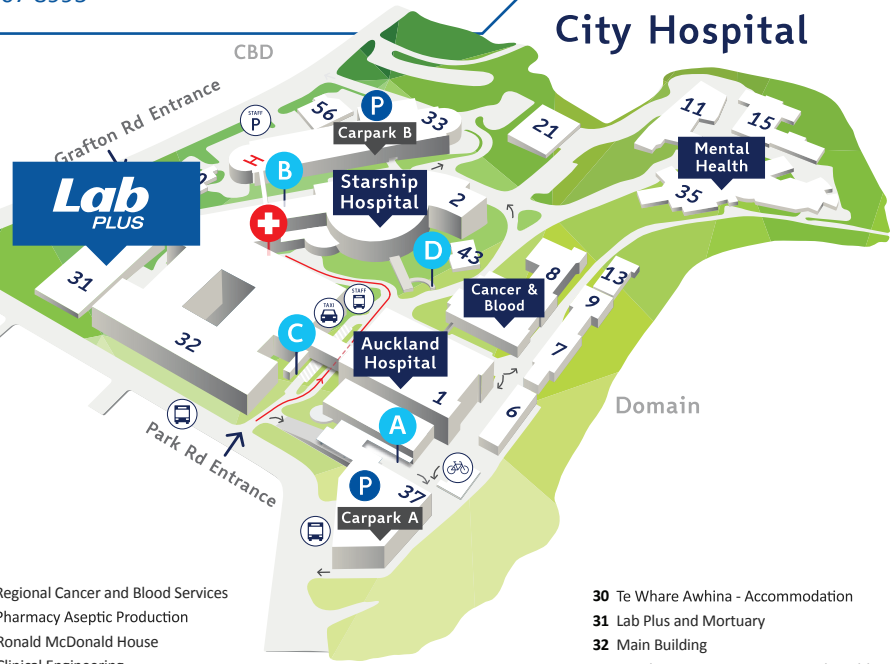 City Hospital
CBD
Grafton Rd Entrance
STAFF
P
56
P
Carpark B
33
21
11
15
Mental
Health
35
H
B
Starship
Hospital
2
Lab
PLUS
D
43
31
8
13
Cancer &
Blood
9
STAFF
TAXI
32
C
Auckland
Hospital
7
1
6
Domain
A
Park Rd Entrance
P
37
Carpark A
Regional Cancer and Blood Services
Pharmacy Aseptic Production
Ronald McDonald House
30 Te Whare Awhina - Accommodation
31 Lab Plus and Mortuary
32 Main Building